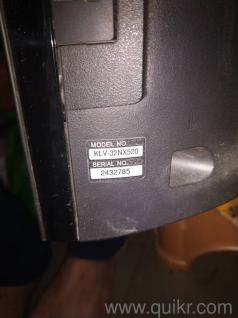 MODEL NO.
KLV-32NX520
SERIAL NO.
2432785
www.quikr.com